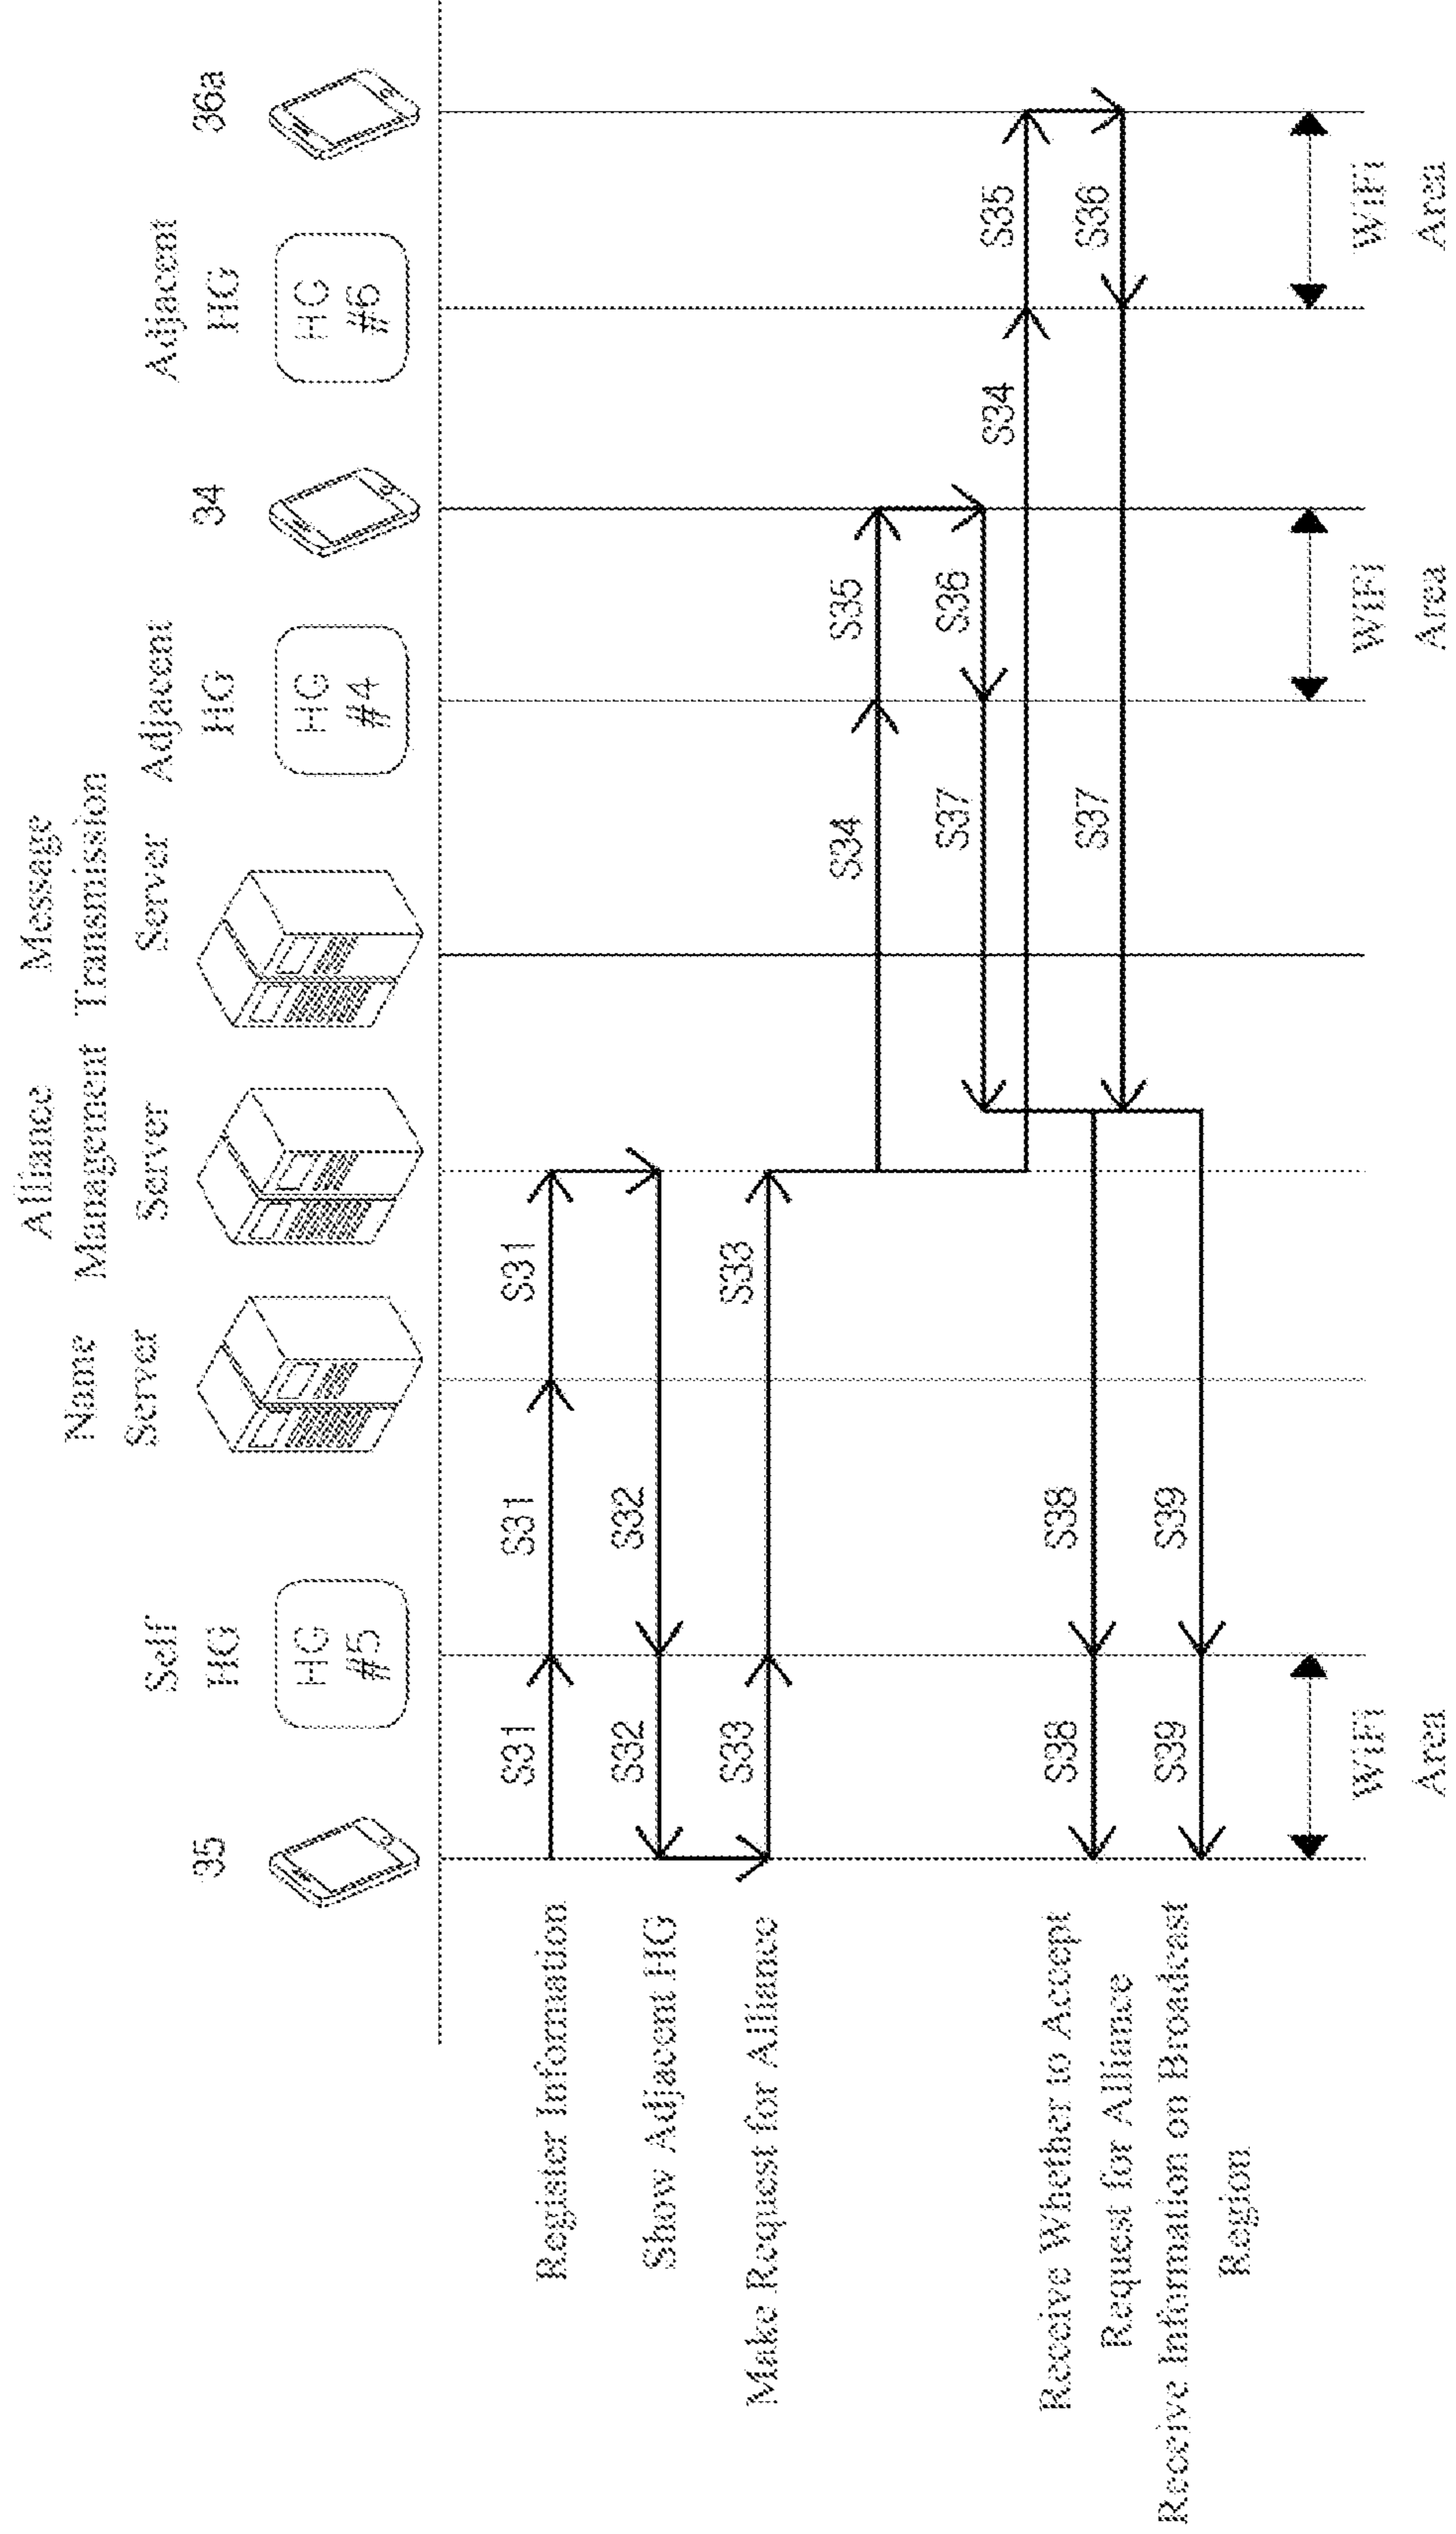 35
Self
HG
HG
#5
Name
Server
Alliance
Management
Server
Message
Transmission
Server
Adjacent
HG
HG
#4
34
Adjacent
HG
HG
#6
36a
Register Information
S31
S31
S31
Show Adjacent HG
S32
S32
Make Request for Alliance
S33
S33
S34
S35
S37
S36
S34
S35
Receive Whether to Accept
Request for Alliance
S38
S38
S37
S36
Receive Information on Broadcast
Region
S39
S39
WiFi
Area
WiFi
Area
WiFi
Area